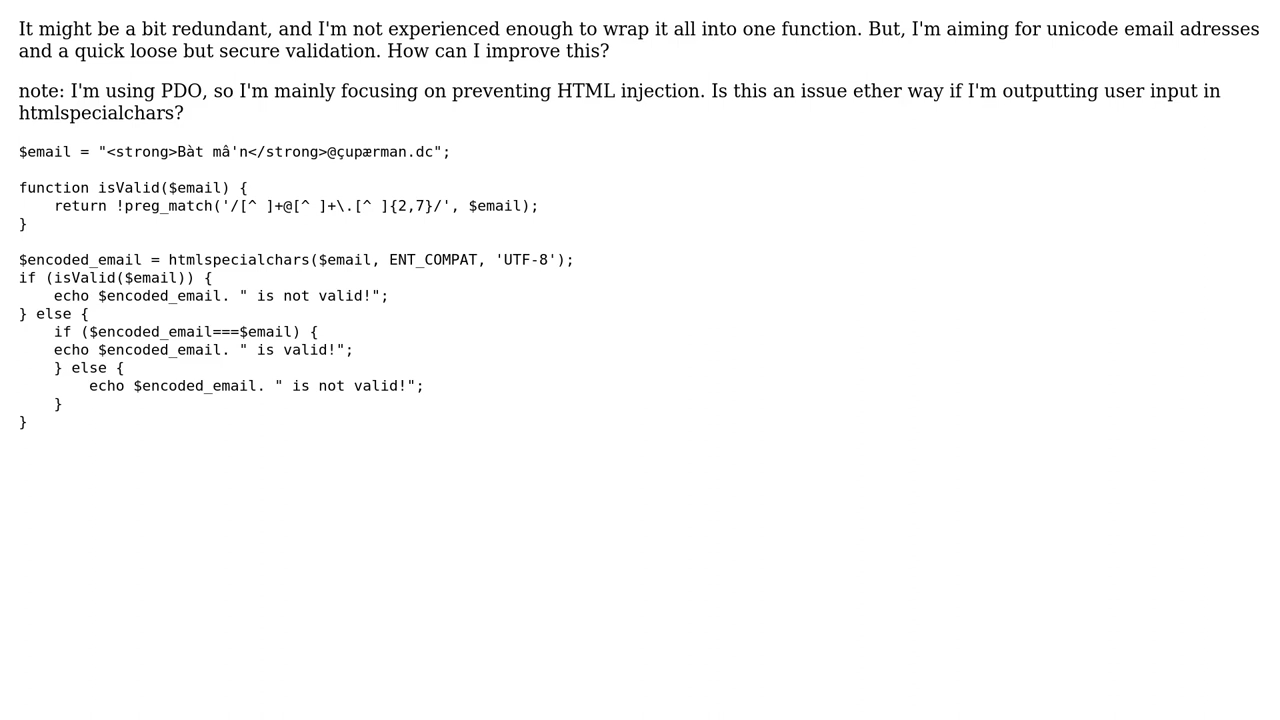 It might be a bit redundant, and I'm not experienced enough to wrap it all into one function. But, I'm aiming for unicode email adresses
and a quick loose but secure validation. How can I improve this?
note: I'm using PDO, so I'm mainly focusing on preventing HTML injection. Is this an issue ether way if I'm outputting user input in
htmlspecialchars?
$email = "<strong>Bàt mâ'n</strong>@çupærman.dc";
function isValid($email) {
    return !preg_match('/[^ ]+@[^ ]+\.[^ ]{2,7}/', $email);
}
$encoded_email = htmlspecialchars($email, ENT_COMPAT, 'UTF-8');
if (isValid($email)) {
    echo $encoded_email. " is not valid!";
} else {
    if ($encoded_email===$email) {
    echo $encoded_email. " is valid!";
    } else {
        echo $encoded_email. " is not valid!";
    }
}